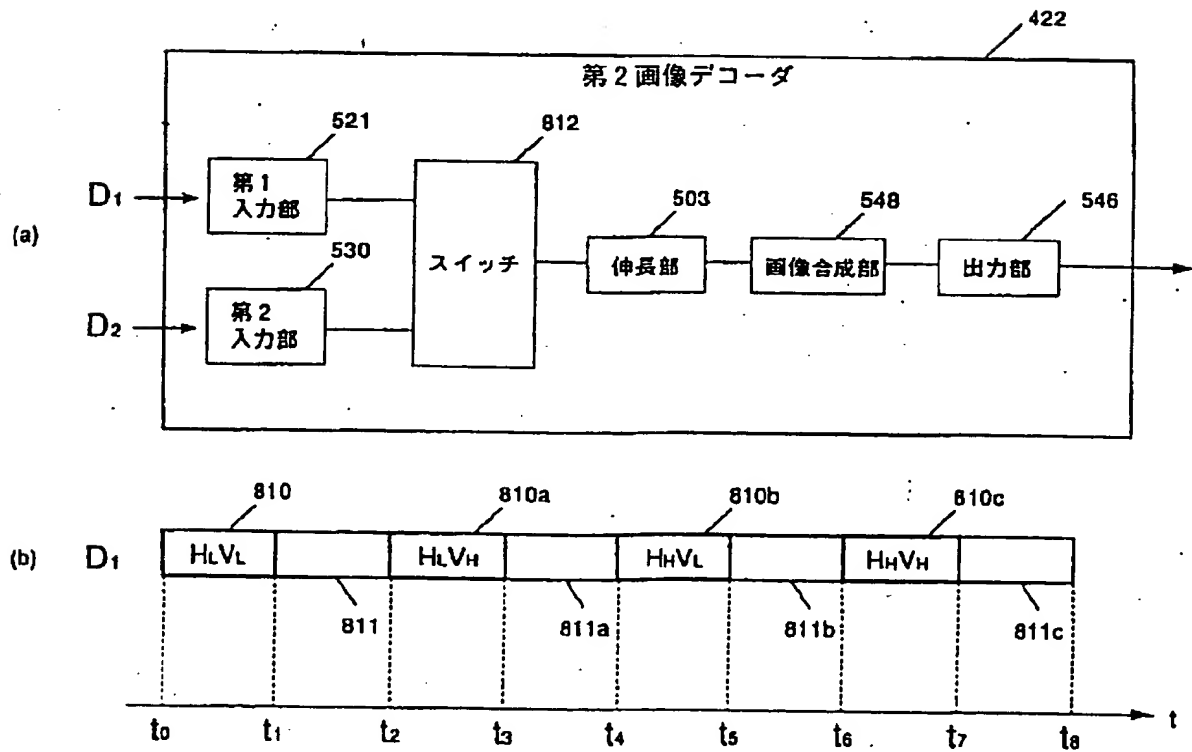 422
第2画像デコーダ
521
812
D₁
第1
入力部
503
548
546
(a)
530
スイッチ
伸長部
画像合成部
出力部
D₂
第2
入力部
810
810a
810b
810c
(b)
D₁
HLVL
HLVH
HHVL
HHVH
811
811a
811b
811c
t
t₀
t₁
t₂
t₃
t₄
t₅
t₆
t₇
t₈